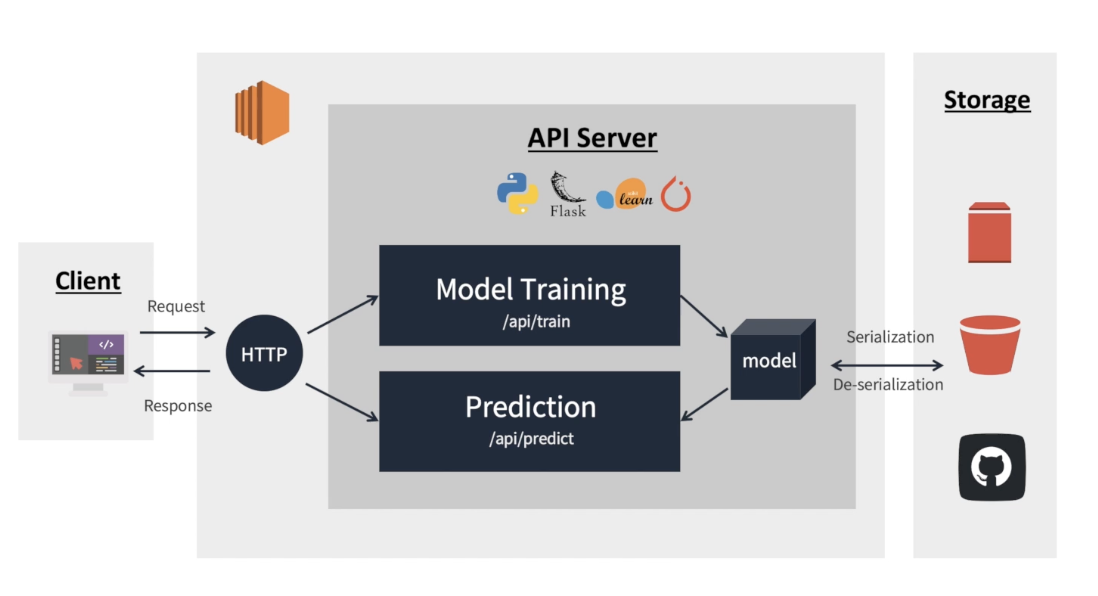 Storage
API Server
Flask
learn
Client
Model Training
/api/train
Request
HTTP
Response
Prediction
/api/predict
model
Serialization
De-serialization